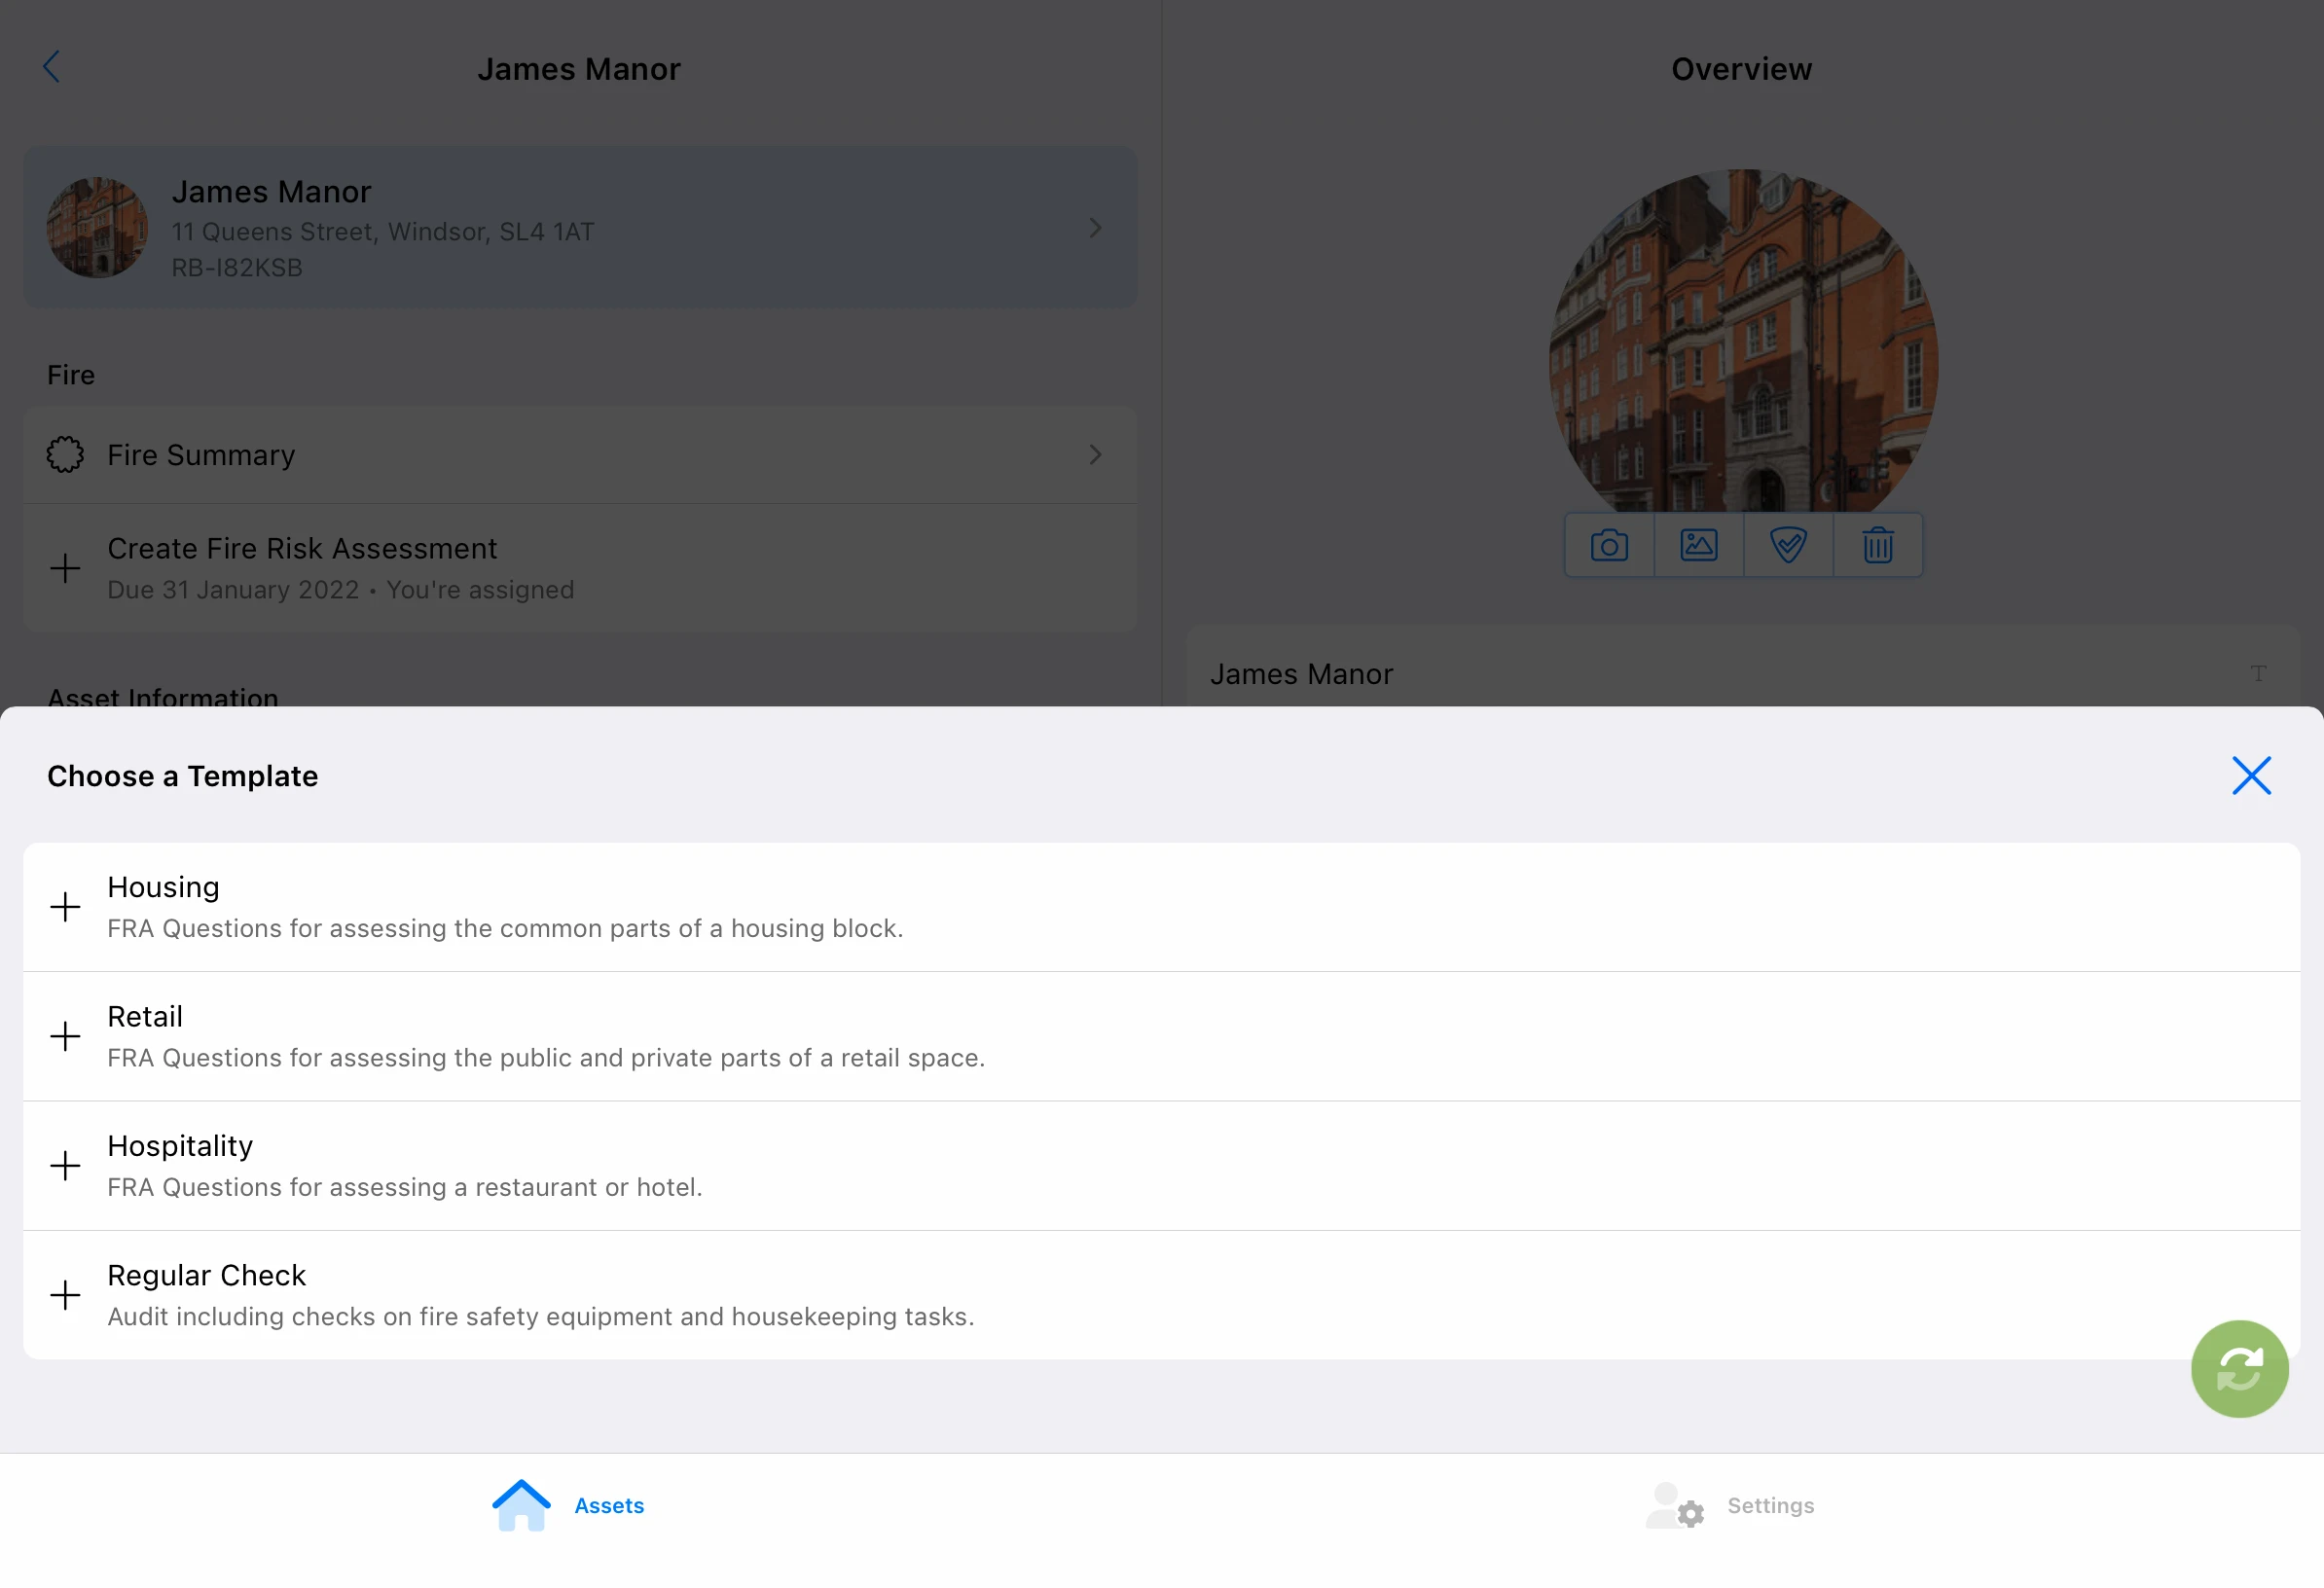 James Manor
Overview
James Manor
11 Queens Street, Windsor, SL4 1AT
RB-I82KSB
Fire
Fire Summary
Create Fire Risk Assessment
Due 31 January 2022 • You're assigned
Asset Information
James Manor
Choose a Template
Housing
FRA Questions for assessing the common parts of a housing block.
Retail
FRA Questions for assessing the public and private parts of a retail space.
Hospitality
FRA Questions for assessing a restaurant or hotel.
Regular Check
Audit including checks on fire safety equipment and housekeeping tasks.
Assets
Settings